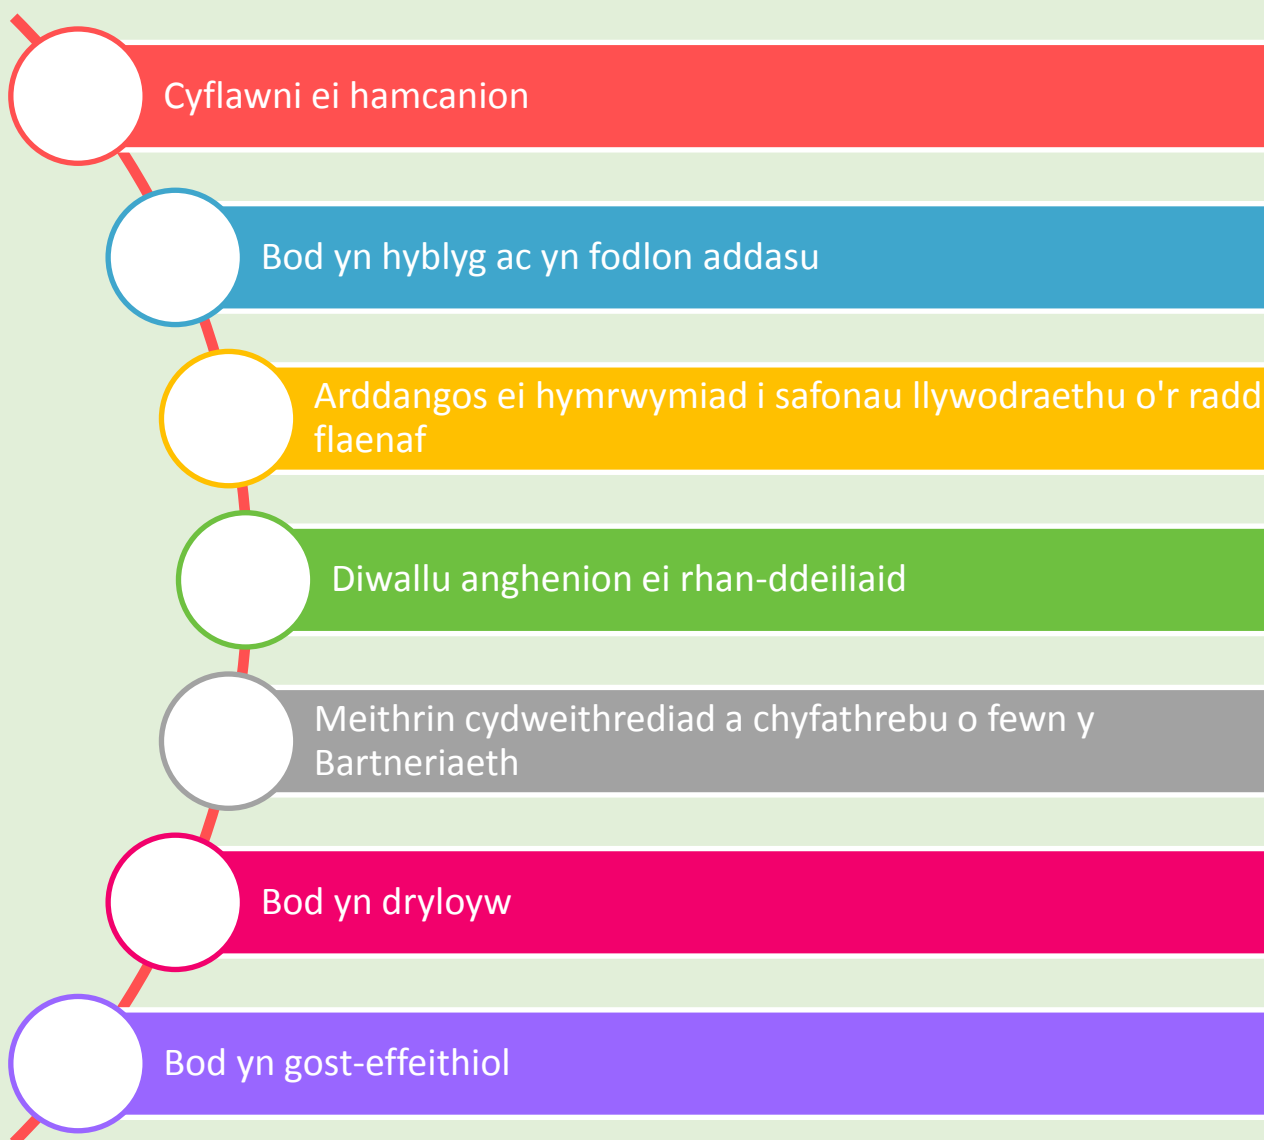 Cyflawni ei hamcanion
Bod yn hyblyg ac yn fodlon addasu
Arddangos ei hymrwymiad i safonau llywodraethu o'r radd
flaenaf
Diwallu anghenion ei rhan-ddeiliaid
Meithrin cydweithrediad a chyfathrebu o fewn y
Bartneriaeth
Bod yn dryloyw
Bod yn gost-effeithiol